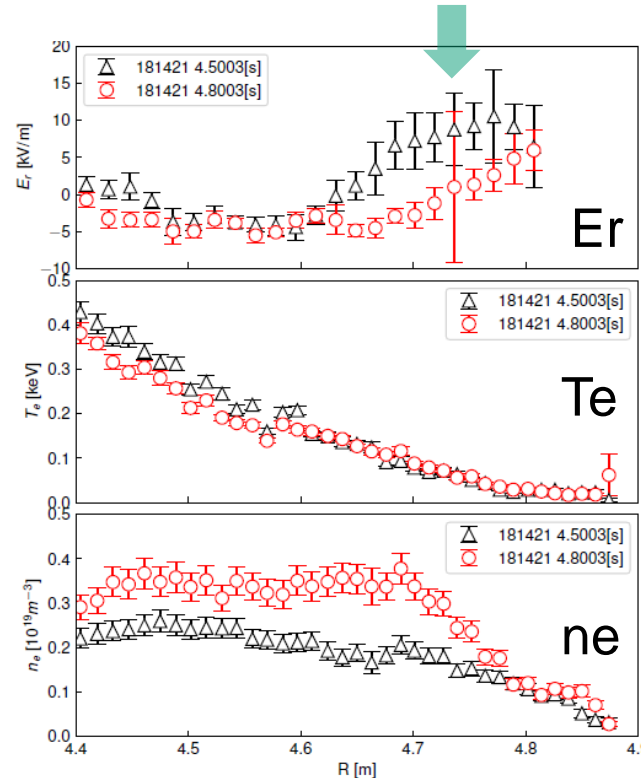 20
15
10
5
0
−5
−10
E_r [kV/m]
181421 4.5003[s]
181421 4.8003[s]
Er
0.5
0.4
0.3
0.2
0.1
0.0
T_e [keV]
181421 4.5003[s]
181421 4.8003[s]
Te
0.5
0.4
0.3
0.2
0.1
0.0
n_e [10^19 m^−3]
181421 4.5003[s]
181421 4.8003[s]
ne
4.4 4.5 4.6 4.7 4.8 4.9
R [m]